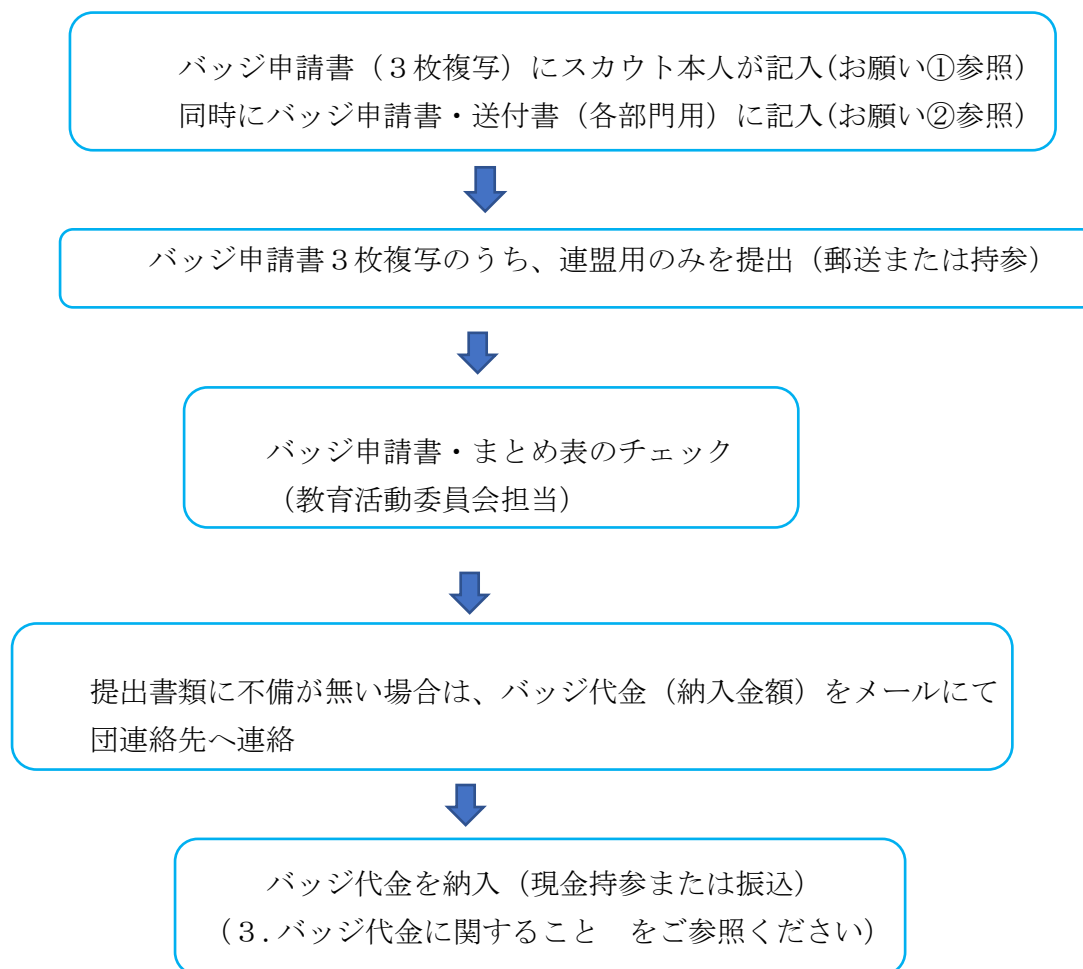 バッジ申請書（３枚複写）にスカウト本人が記入(お願い①参照)
同時にバッジ申請書・送付書（各部門用）に記入(お願い②参照)
バッジ申請書３枚複写のうち、連盟用のみを提出（郵送または持参）
バッジ申請書・まとめ表のチェック
（教育活動委員会担当）
提出書類に不備が無い場合は、バッジ代金（納入金額）をメールにて
団連絡先へ連絡
バッジ代金を納入（現金持参または振込）
（３.バッジ代金に関すること　をご参照ください）